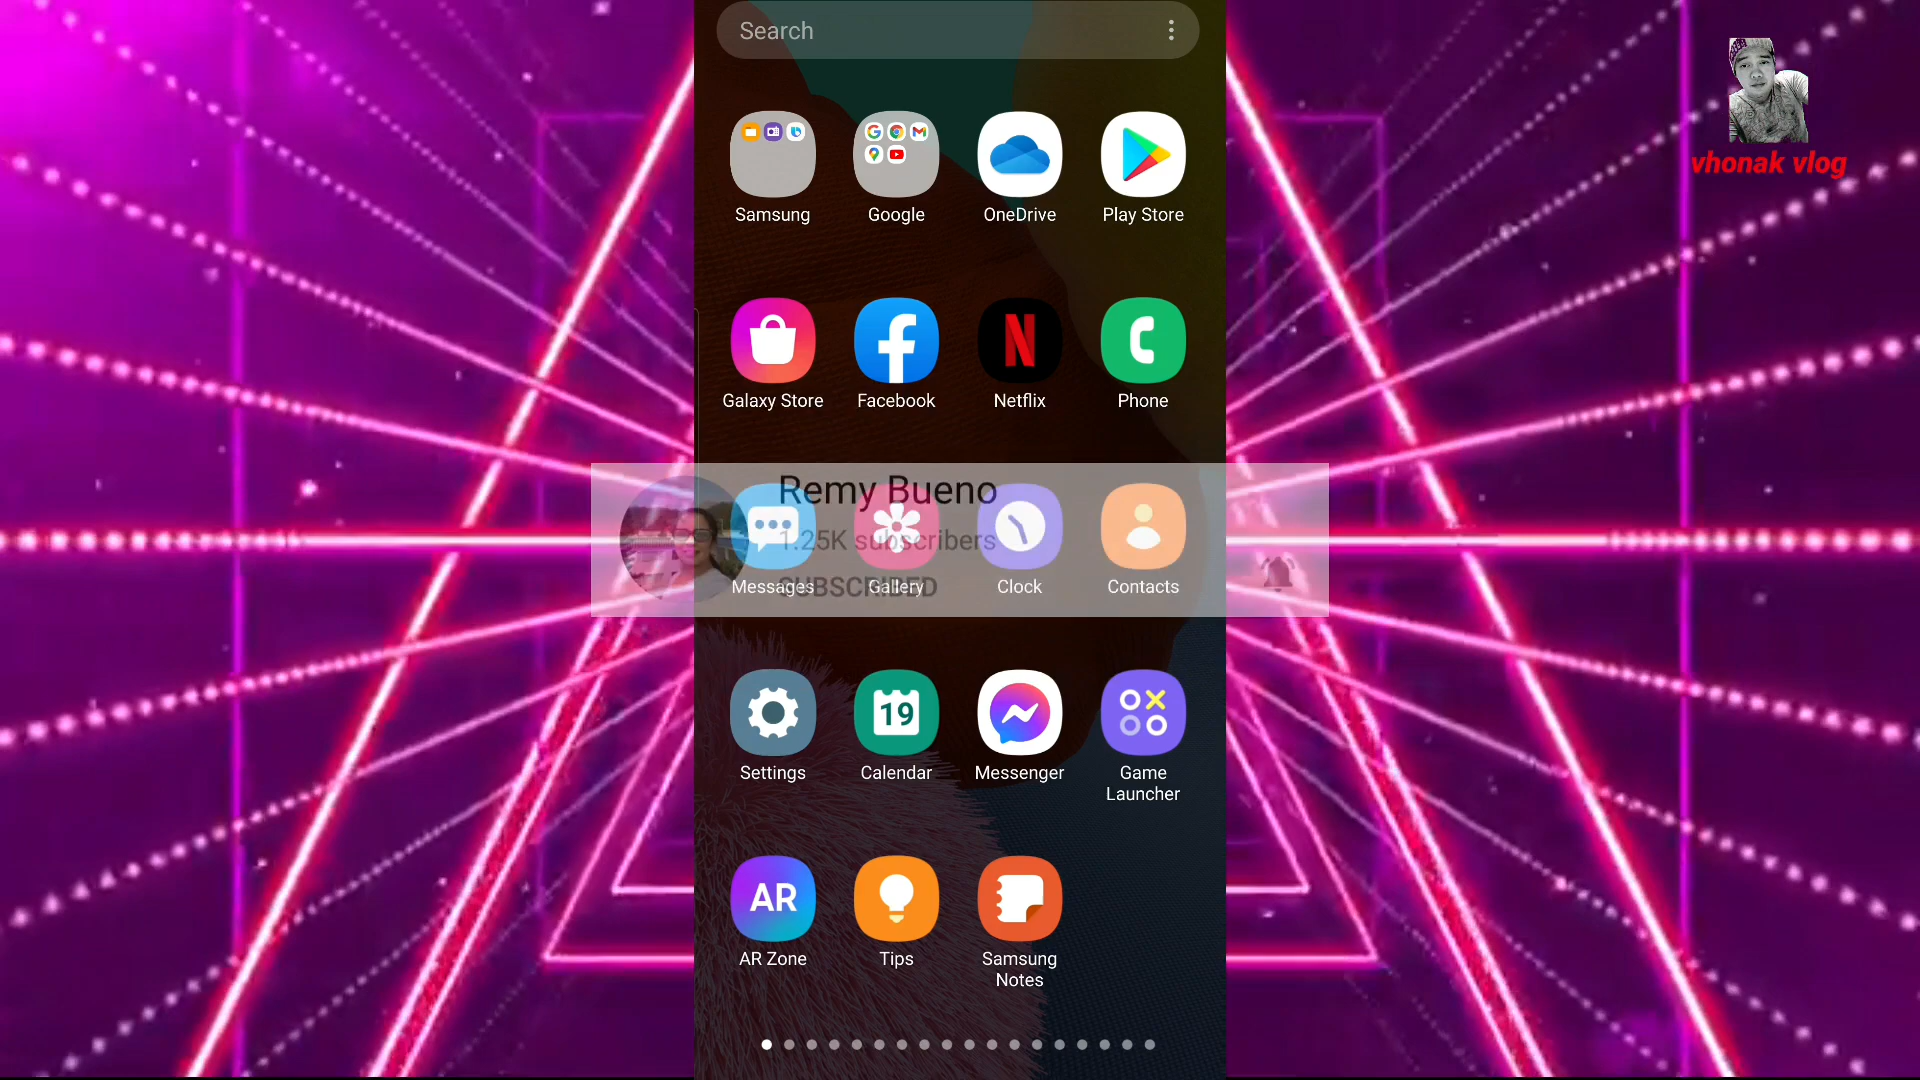 Search
vhonak vlog
Samsung
Google
OneDrive
Play Store
Galaxy Store
Facebook
Netflix
Phone
Remy Bueno
1.25K subscribers
SUBSCRIBED
Messages
Gallery
Clock
Contacts
Settings
19
Calendar
Messenger
Game
Launcher
AR
AR Zone
Tips
Samsung
Notes